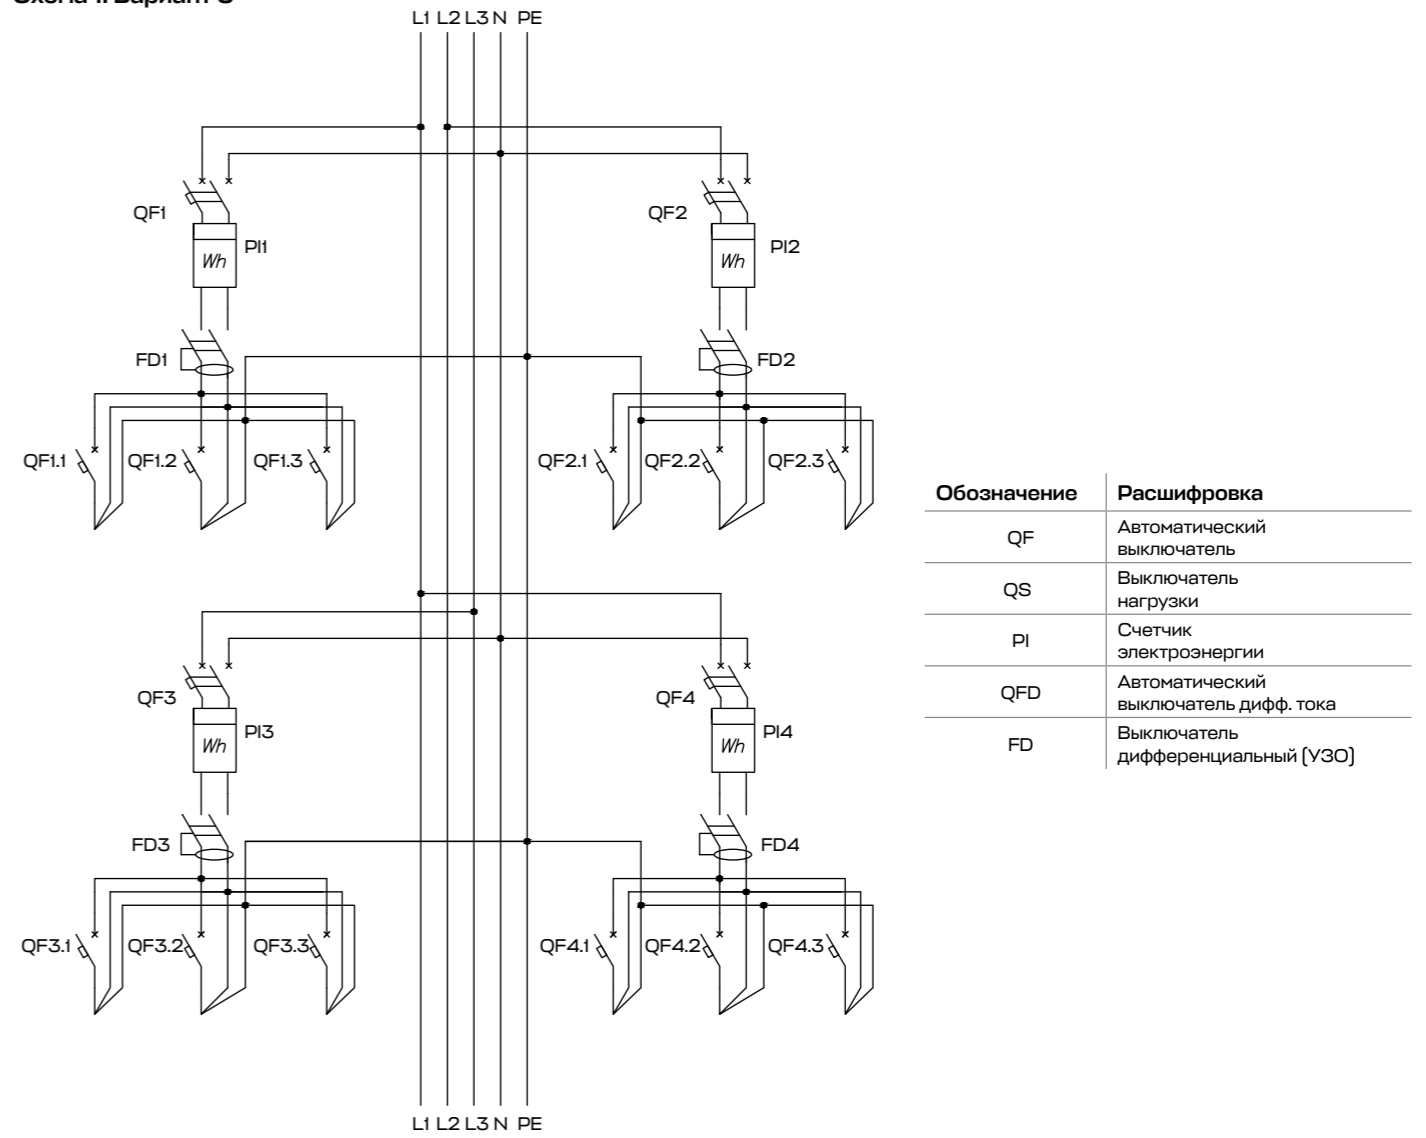 L1 L2 L3 N PE
QF1
PI1
Wh
QF2
PI2
Wh
FD1
FD2
QF1.1
QF1.2
QF1.3
QF2.1
QF2.2
QF2.3
QF3
PI3
Wh
QF4
PI4
Wh
FD3
FD4
QF3.1
QF3.2
QF3.3
QF4.1
QF4.2
QF4.3
L1 L2 L3 N PE
Обозначение
Расшифровка
QF
Автоматический
выключатель
QS
Выключатель
нагрузки
PI
Счетчик
электроэнергии
QFD
Автоматический
выключатель дифф. тока
FD
Выключатель
дифференциальный (УЗО)